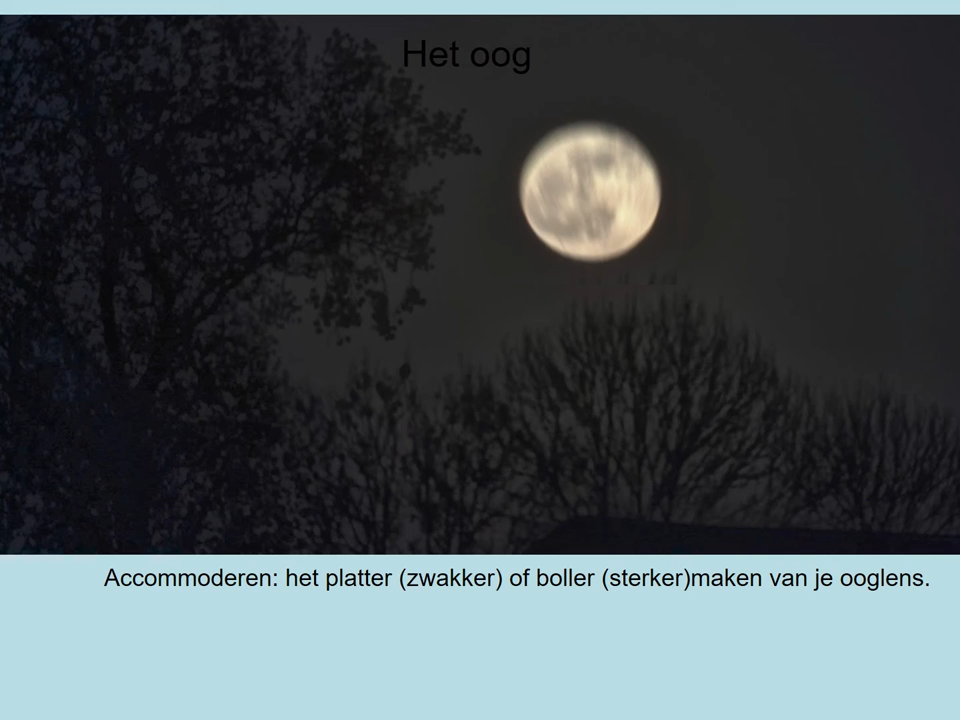 Het oog
Accommoderen: het platter (zwakker) of boller (sterker)maken van je ooglens.